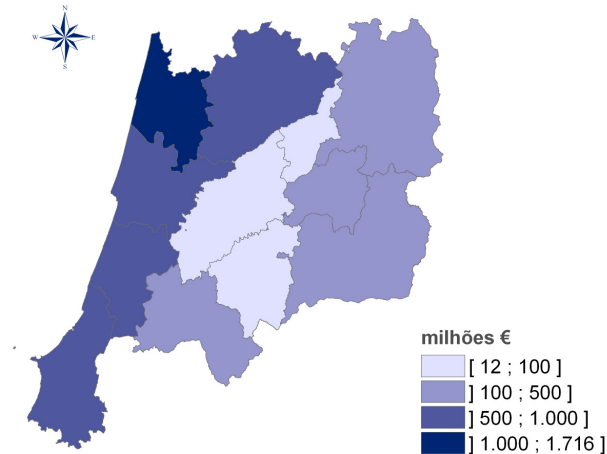 N
W E
S
milhões €
[ 12 ; 100 ]
] 100 ; 500 ]
] 500 ; 1.000 ]
] 1.000 ; 1.716 ]